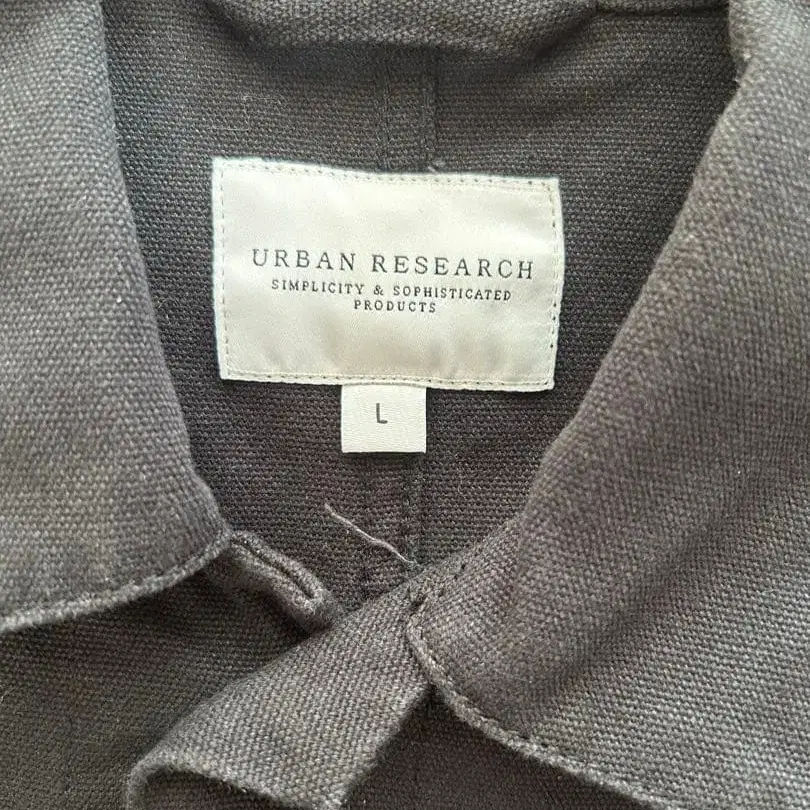 URBAN RESEARCH
SIMPLICITY & SOPHISTICATED
PRODUCTS
L